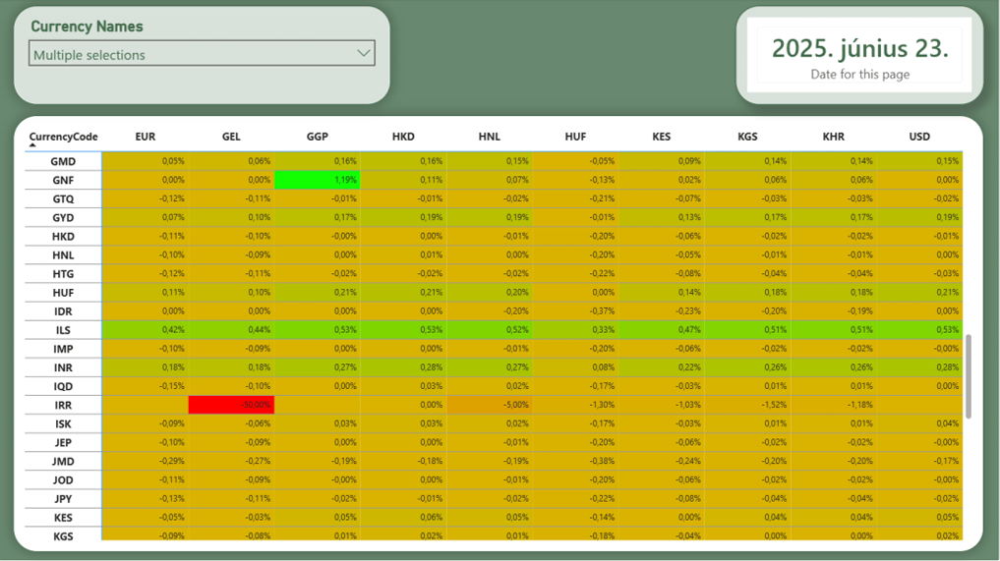 Currency Names
Multiple selections
2025. június 23.
Date for this page
CurrencyCode EUR GEL GGP HKD HNL HUF KES KGS KHR USD
GMD 0,05% 0,06% 0,16% 0,16% 0,15% -0,05% 0,09% 0,14% 0,14% 0,15%
GNF 0,00% 0,00% 1,19% 0,11% 0,07% -0,13% 0,02% 0,06% 0,06% 0,00%
GTQ -0,12% -0,11% -0,01% -0,01% -0,02% -0,21% -0,07% -0,03% -0,03% -0,02%
GYD 0,07% 0,10% 0,17% 0,19% 0,19% -0,01% 0,13% 0,17% 0,17% 0,19%
HKD -0,11% -0,10% -0,00% 0,00% -0,01% -0,20% -0,06% -0,02% -0,02% -0,01%
HNL -0,10% -0,09% 0,00% 0,01% 0,00% -0,20% -0,05% -0,01% -0,01% 0,00%
HTG -0,12% -0,11% -0,02% -0,02% -0,02% -0,22% -0,08% -0,04% -0,04% -0,03%
HUF 0,11% 0,10% 0,21% 0,21% 0,20% 0,00% 0,14% 0,18% 0,18% 0,21%
IDR 0,00% 0,00% 0,00% 0,00% -0,20% -0,37% -0,23% -0,20% -0,19% 0,00%
ILS 0,42% 0,44% 0,53% 0,53% 0,52% 0,33% 0,47% 0,51% 0,51% 0,53%
IMP -0,10% -0,09% 0,00% 0,00% -0,01% -0,20% -0,06% -0,02% -0,02% -0,00%
INR 0,18% 0,18% 0,27% 0,28% 0,27% 0,08% 0,22% 0,26% 0,26% 0,28%
IQD -0,15% -0,10% 0,00% 0,03% 0,02% -0,17% -0,03% 0,01% 0,01% 0,00%
IRR -50,00% 0,00% -5,00% -1,30% -1,03% -1,52% -1,18%
ISK -0,09% -0,06% 0,03% 0,03% 0,02% -0,17% -0,03% 0,01% 0,01% 0,04%
JEP -0,10% -0,09% 0,00% 0,00% -0,01% -0,20% -0,06% -0,02% -0,02% -0,00%
JMD -0,29% -0,27% -0,19% -0,18% -0,19% -0,38% -0,24% -0,20% -0,20% -0,17%
JOD -0,11% -0,09% -0,00% 0,00% -0,01% -0,20% -0,06% -0,02% -0,02% -0,00%
JPY -0,13% -0,11% -0,02% -0,01% -0,02% -0,22% -0,08% -0,04% -0,04% -0,02%
KES -0,05% -0,03% 0,05% 0,06% 0,05% -0,14% 0,00% 0,04% 0,04% 0,05%
KGS -0,09% -0,08% 0,01% 0,02% 0,01% -0,18% -0,04% 0,00% 0,00% 0,02%